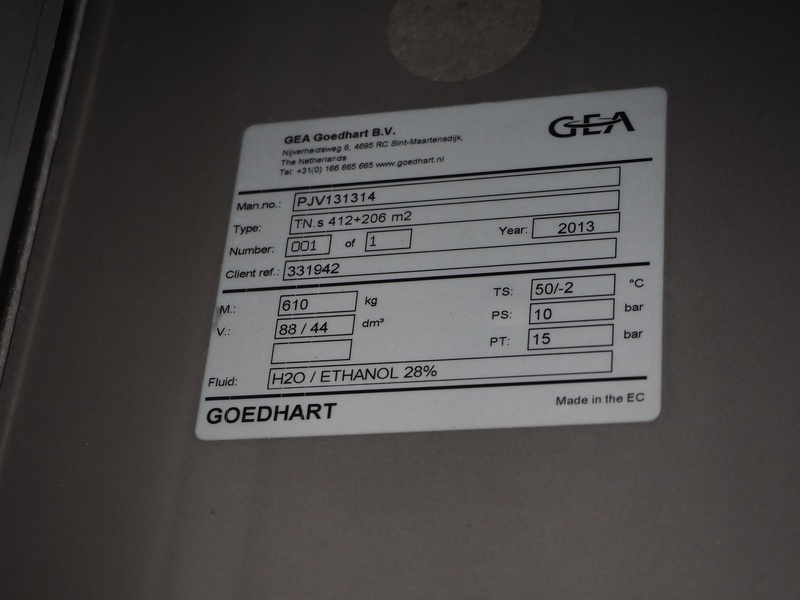 GEA Goedhart B.V.
GEA
Nijverheidsweg 6, 4695 RC Sint-Maartensdijk,
The Netherlands
Tel: +31(0) 166 665 665 www.goedhart.nl
Man.no.: PJV131314
Type: TN.s 412+206 m2
Number: 001 of 1 Year: 2013
Client ref.: 331942
M.: 610 kg TS: 50/-2 °C
V.: 88 / 44 dm³ PS: 10 bar
PT: 15 bar
Fluid: H2O / ETHANOL 28%
GOEDHART Made in the EC